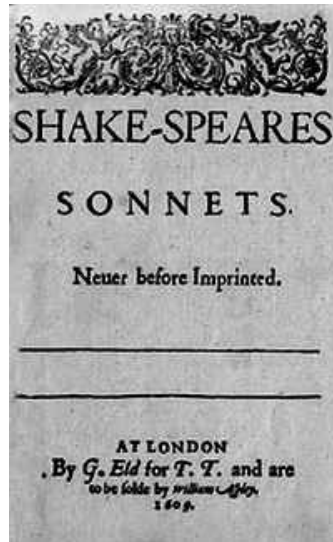 SHAKE-SPEARES
SONNETS.
Neuer before Imprinted.
AT LONDON
By G. Eld for T. T. and are
to be solde by William Aspley.
1609.